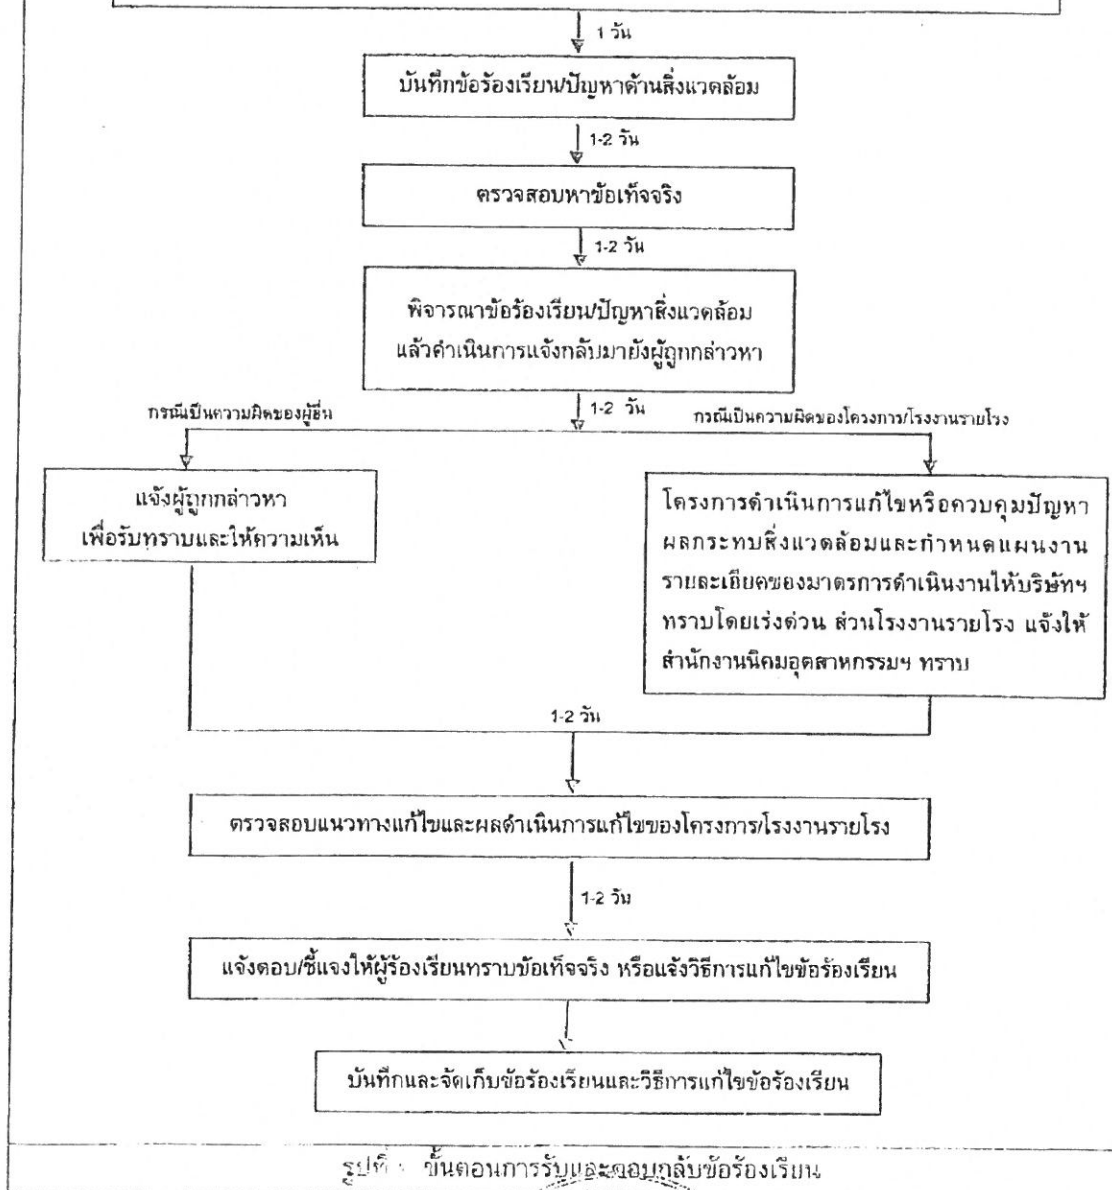 1 วัน
บันทึกข้อร้องเรียน/ปัญหาด้านสิ่งแวดล้อม
1-2 วัน
ตรวจสอบหาข้อเท็จจริง
1-2 วัน
พิจารณาข้อร้องเรียน/ปัญหาสิ่งแวดล้อม
แล้วดำเนินการแจ้งกลับมายังผู้ถูกกล่าวหา
1-2 วัน
กรณีเป็นความผิดของผู้อื่น
กรณีเป็นความผิดของโครงการ/โรงงานรายโรง
แจ้งผู้ถูกกล่าวหา
เพื่อรับทราบและให้ความเห็น
โครงการดำเนินการแก้ไขหรือควบคุมปัญหา
ผลกระทบสิ่งแวดล้อมและกำหนดแผนงาน
รายละเอียดของมาตรการดำเนินงานให้บริษัทฯ
ทราบโดยเร่งด่วน ส่วนโรงงานรายโรง แจ้งให้
สำนักงานนิคมอุตสาหกรรมฯ ทราบ
1-2 วัน
ตรวจสอบแนวทางแก้ไขและผลดำเนินการแก้ไขของโครงการ/โรงงานรายโรง
1-2 วัน
แจ้งตอบ/ชี้แจงให้ผู้ร้องเรียนทราบข้อเท็จจริง หรือแจ้งวิธีการแก้ไขข้อร้องเรียน
บันทึกและจัดเก็บข้อร้องเรียนและวิธีการแก้ไขข้อร้องเรียน
รูปที่ ขั้นตอนการรับและตอบกลับข้อร้องเรียน